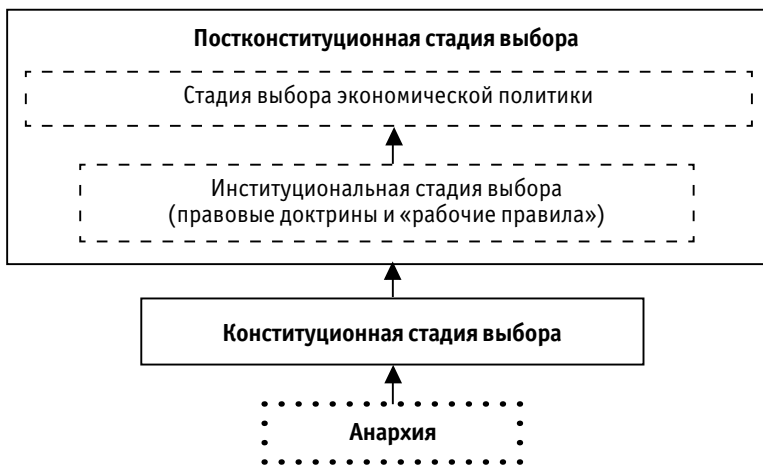 Постконституционная стадия выбора
Стадия выбора экономической политики
Институциональная стадия выбора
(правовые доктрины и «рабочие правила»)
Конституционная стадия выбора
Анархия